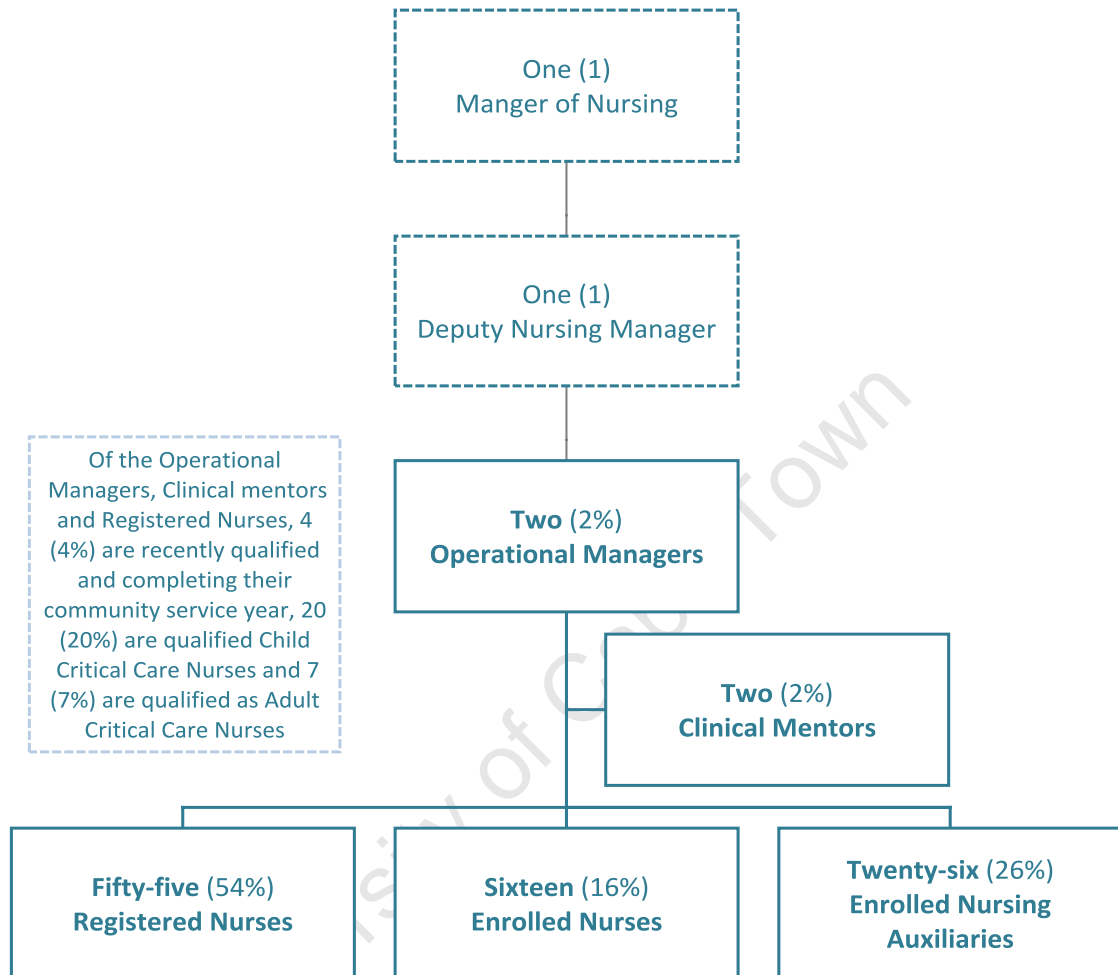 One (1)
Manger of Nursing
One (1)
Deputy Nursing Manager
Of the Operational
Managers, Clinical mentors
and Registered Nurses, 4
(4%) are recently qualified
and completing their
community service year, 20
(20%) are qualified Child
Critical Care Nurses and 7
(7%) are qualified as Adult
Critical Care Nurses
Two (2%)
Operational Managers
Two (2%)
Clinical Mentors
Fifty-five (54%)
Registered Nurses
Sixteen (16%)
Enrolled Nurses
Twenty-six (26%)
Enrolled Nursing
Auxiliaries